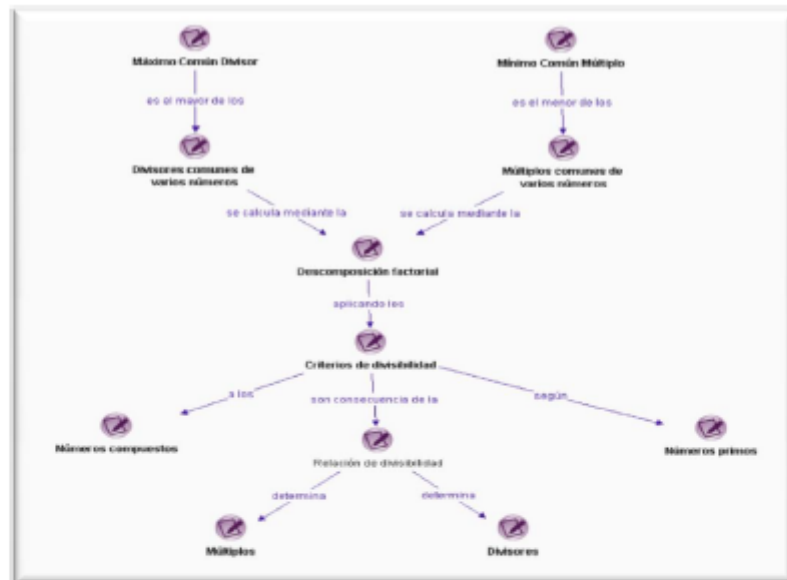 Máximo Común Divisor
Mínimo Común Múltiplo
es el mayor de los
es el menor de los
Divisores comunes de
varios números
Múltiplos comunes de
varios números
se calcula mediante la
se calcula mediante la
Descomposición factorial
aplicando los
Criterios de divisibilidad
a los
son consecuencia de la
según
Números compuestos
Números primos
Relación de divisibilidad
determina
determina
Múltiplos
Divisores